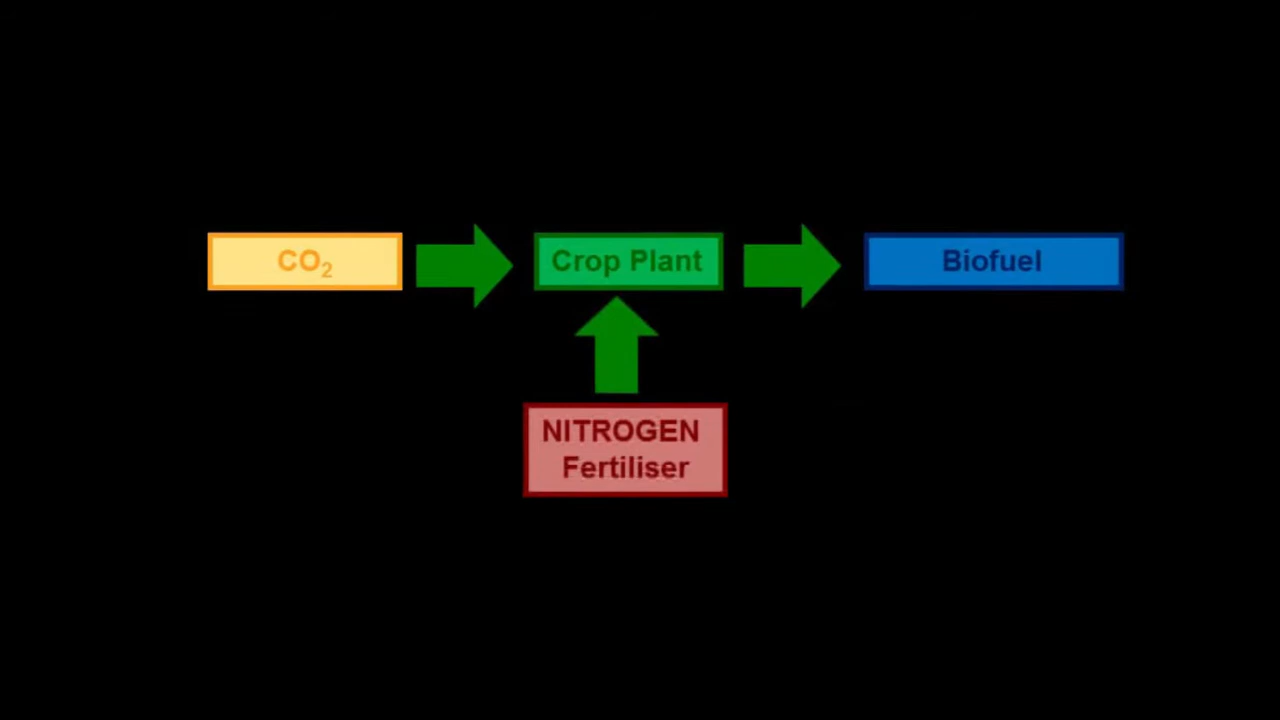 CO₂
Crop Plant
Biofuel
NITROGEN
Fertiliser